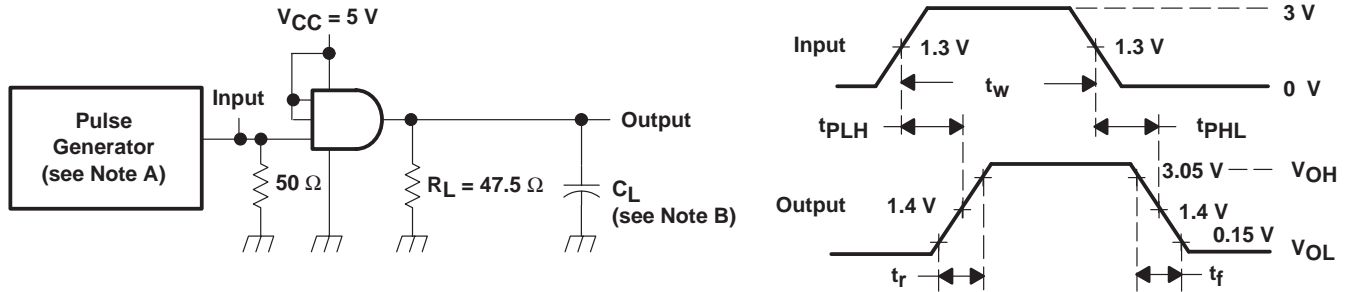 VCC = 5 V
Input
Pulse
Generator
(see Note A)
50 Ω
RL = 47.5 Ω
CL
(see Note B)
Output
3 V
Input
1.3 V
1.3 V
tw
0 V
tPLH
tPHL
3.05 V
VOH
Output
1.4 V
1.4 V
0.15 V
VOL
tr
tf